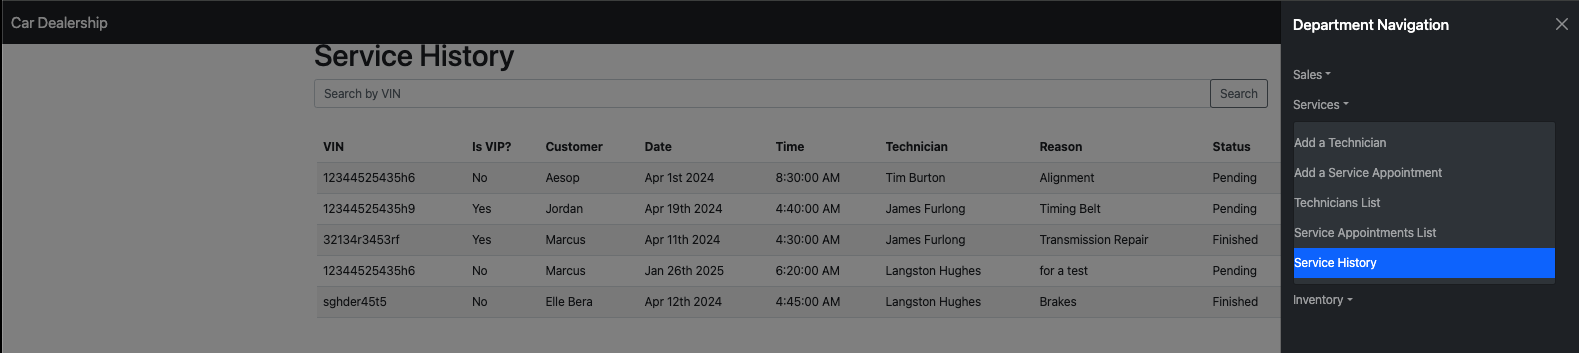 Car Dealership
Service History
Search by VIN
Search
VIN Is VIP? Customer Date Time Technician Reason Status
12344525435h6 No Aesop Apr 1st 2024 8:30:00 AM Tim Burton Alignment Pending
12344525435h9 Yes Jordan Apr 19th 2024 4:40:00 AM James Furlong Timing Belt Pending
32134r3453rf Yes Marcus Apr 11th 2024 4:30:00 AM James Furlong Transmission Repair Finished
12344525435h6 No Marcus Jan 26th 2025 6:20:00 AM Langston Hughes for a test Pending
sghder45t5 No Elle Bera Apr 12th 2024 4:45:00 AM Langston Hughes Brakes Finished
Department Navigation
Sales
Services
Add a Technician
Add a Service Appointment
Technicians List
Service Appointments List
Service History
Inventory